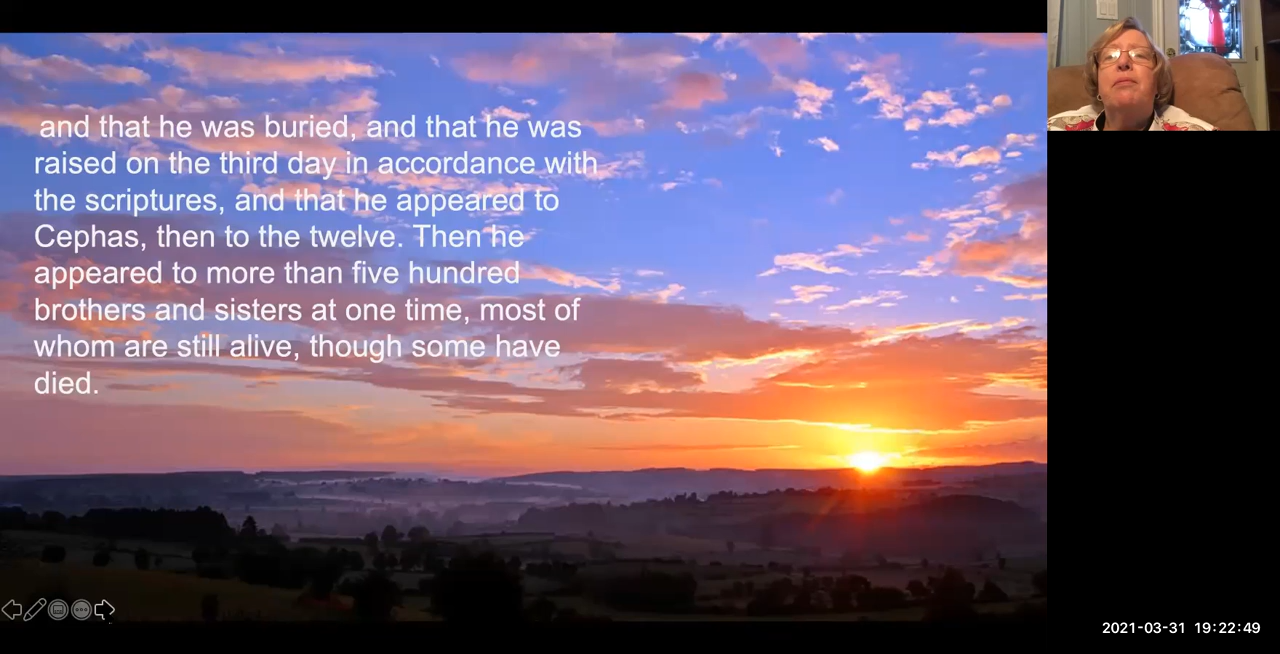 and that he was buried, and that he was
raised on the third day in accordance with
the scriptures, and that he appeared to
Cephas, then to the twelve. Then he
appeared to more than five hundred
brothers and sisters at one time, most of
whom are still alive, though some have
died.
2021-03-31 19:22:49